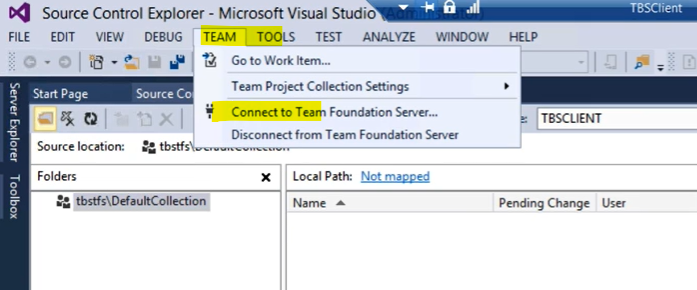 Source Control Explorer - Microsoft Visual Studio
TBSClient
FILE EDIT VIEW DEBUG TEAM TOOLS TEST ANALYZE WINDOW HELP
Go to Work Item...
Team Project Collection Settings
Connect to Team Foundation Server...
Disconnect from Team Foundation Server
Server Explorer
Toolbox
Start Page Source Co
TBSCLIENT
Source location: tbstfs\DefaultCollection
Folders
Local Path: Not mapped
tbstfs\DefaultCollection
Name Pending Change User